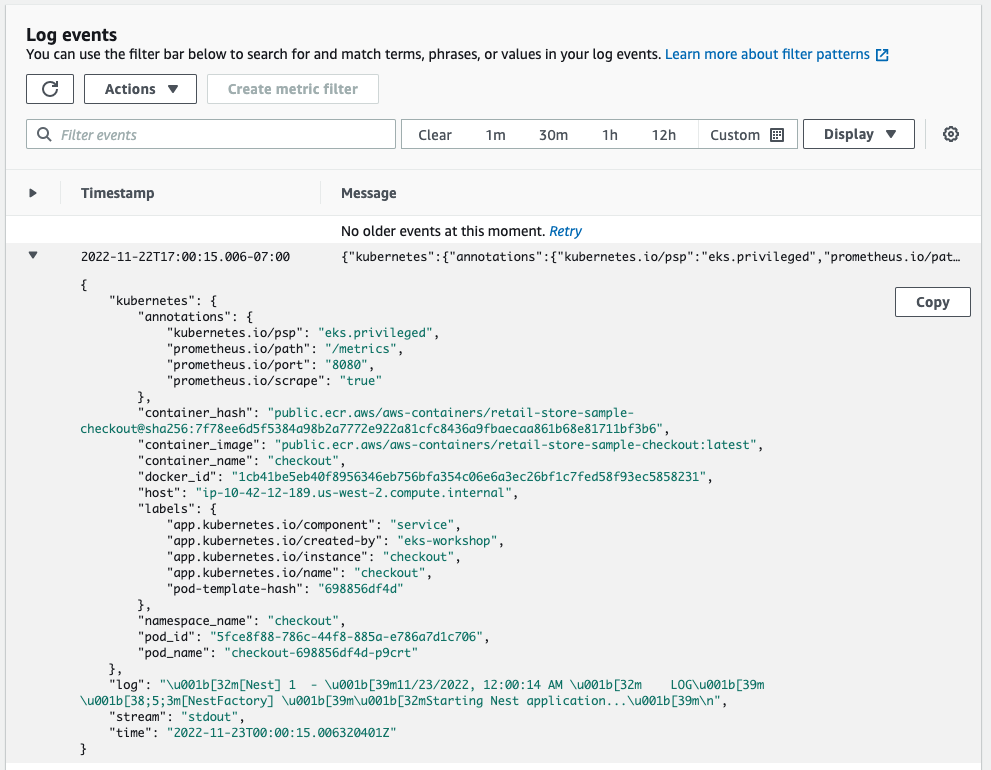 Log events
You can use the filter bar below to search for and match terms, phrases, or values in your log events. Learn more about filter patterns
Actions Create metric filter
Filter events Clear 1m 30m 1h 12h Custom Display
Timestamp Message
No older events at this moment. Retry
2022-11-22T17:00:15.006-07:00 {"kubernetes":{"annotations":{"kubernetes.io/psp":"eks.privileged","prometheus.io/pat…
{
Copy
"kubernetes": {
"annotations": {
"kubernetes.io/psp": "eks.privileged",
"prometheus.io/path": "/metrics",
"prometheus.io/port": "8080",
"prometheus.io/scrape": "true"
},
"container_hash": "public.ecr.aws/aws-containers/retail-store-sample-
checkout@sha256:7f78ee6d5f5384a98b2a7772e922a81cfc8436a9fbaecaa861b68e81711bf3b6",
"container_image": "public.ecr.aws/aws-containers/retail-store-sample-checkout:latest",
"container_name": "checkout",
"docker_id": "1cb41be5eb40f8956346eb756bfa354c06e6a3ec26bf1c7fed58f93ec5858231",
"host": "ip-10-42-12-189.us-west-2.compute.internal",
"labels": {
"app.kubernetes.io/component": "service",
"app.kubernetes.io/created-by": "eks-workshop",
"app.kubernetes.io/instance": "checkout",
"app.kubernetes.io/name": "checkout",
"pod-template-hash": "698856df4d"
},
"namespace_name": "checkout",
"pod_id": "5fce8f88-786c-44f8-885a-e786a7d1c706",
"pod_name": "checkout-698856df4d-p9crt"
},
"log": "\u001b[32m[Nest] 1  - \u001b[39m11/23/2022, 12:00:14 AM \u001b[32m    LOG\u001b[39m
\u001b[38;5;3m[NestFactory] \u001b[39m\u001b[32mStarting Nest application...\u001b[39m\n",
"stream": "stdout",
"time": "2022-11-23T00:00:15.006320401Z"
}